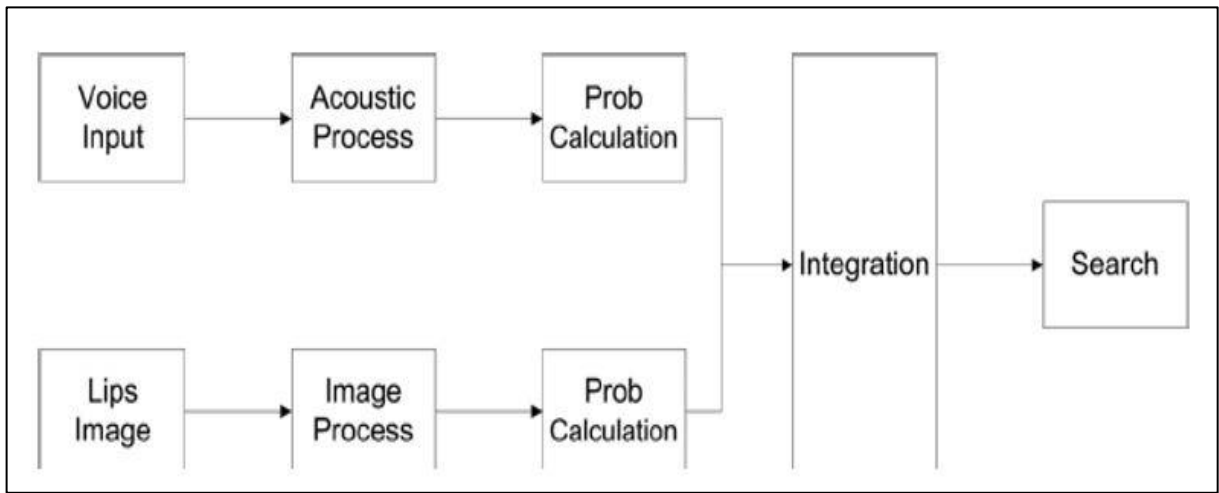 Voice
Input
Acoustic
Process
Prob
Calculation
Integration
Search
Lips
Image
Image
Process
Prob
Calculation